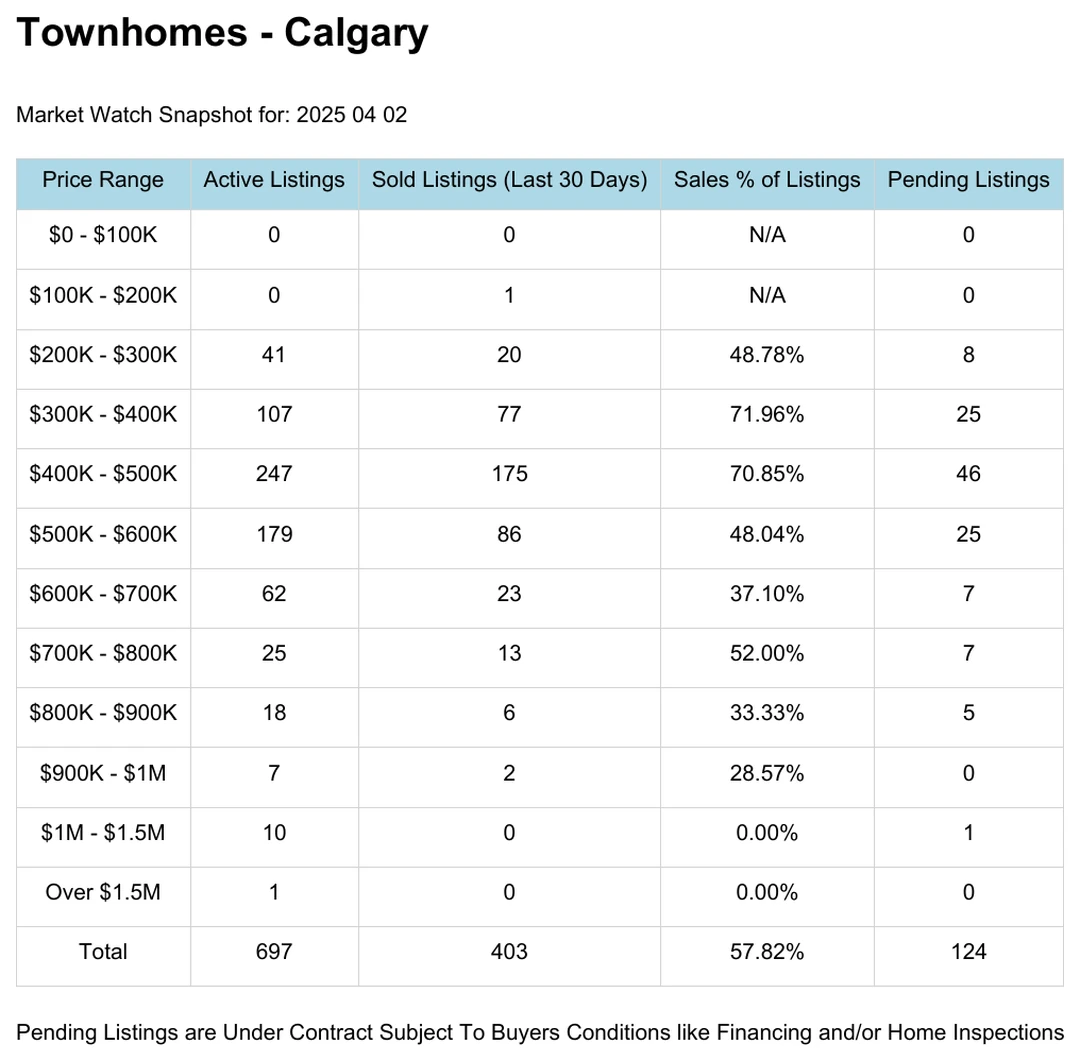 Townhomes - Calgary
Market Watch Snapshot for: 2025 04 02
Price Range Active Listings Sold Listings (Last 30 Days) Sales % of Listings Pending Listings
$0 - $100K 0 0 N/A 0
$100K - $200K 0 1 N/A 0
$200K - $300K 41 20 48.78% 8
$300K - $400K 107 77 71.96% 25
$400K - $500K 247 175 70.85% 46
$500K - $600K 179 86 48.04% 25
$600K - $700K 62 23 37.10% 7
$700K - $800K 25 13 52.00% 7
$800K - $900K 18 6 33.33% 5
$900K - $1M 7 2 28.57% 0
$1M - $1.5M 10 0 0.00% 1
Over $1.5M 1 0 0.00% 0
Total 697 403 57.82% 124
Pending Listings are Under Contract Subject To Buyers Conditions like Financing and/or Home Inspections